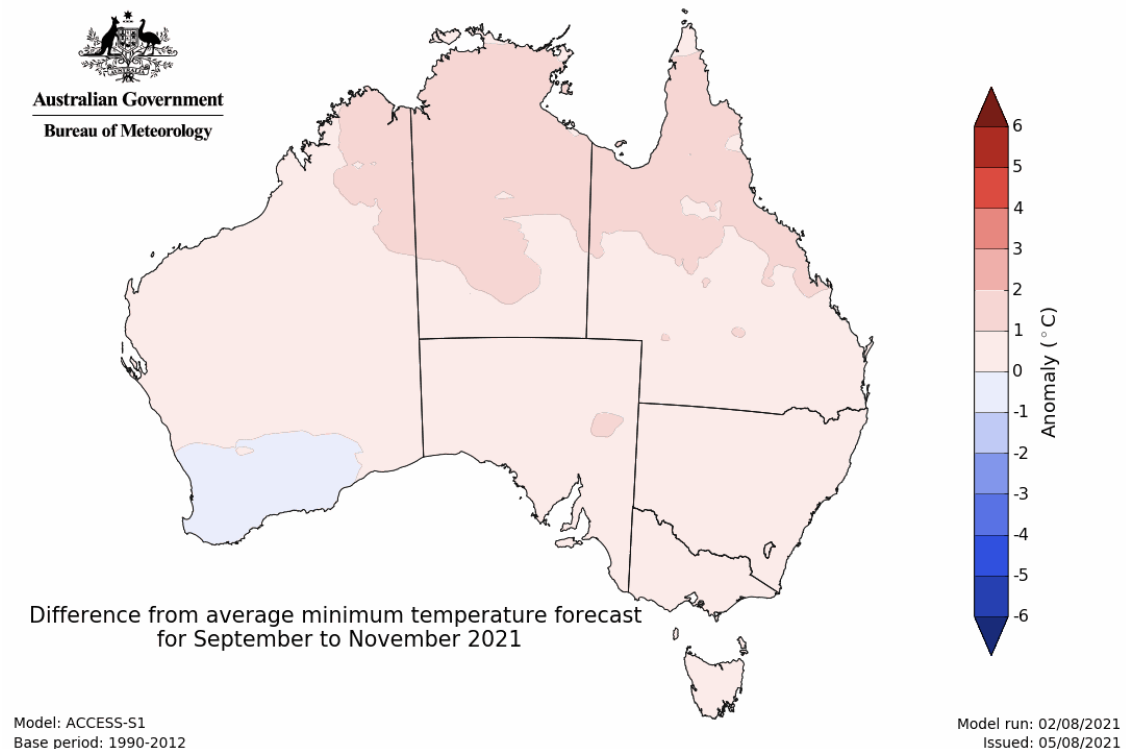 Australian Government
Bureau of Meteorology
6
5
4
3
2
1
0
-1
-2
-3
-4
-5
-6
Anomaly (°C)
Difference from average minimum temperature forecast
for September to November 2021
Model: ACCESS-S1
Base period: 1990-2012
Model run: 02/08/2021
Issued: 05/08/2021